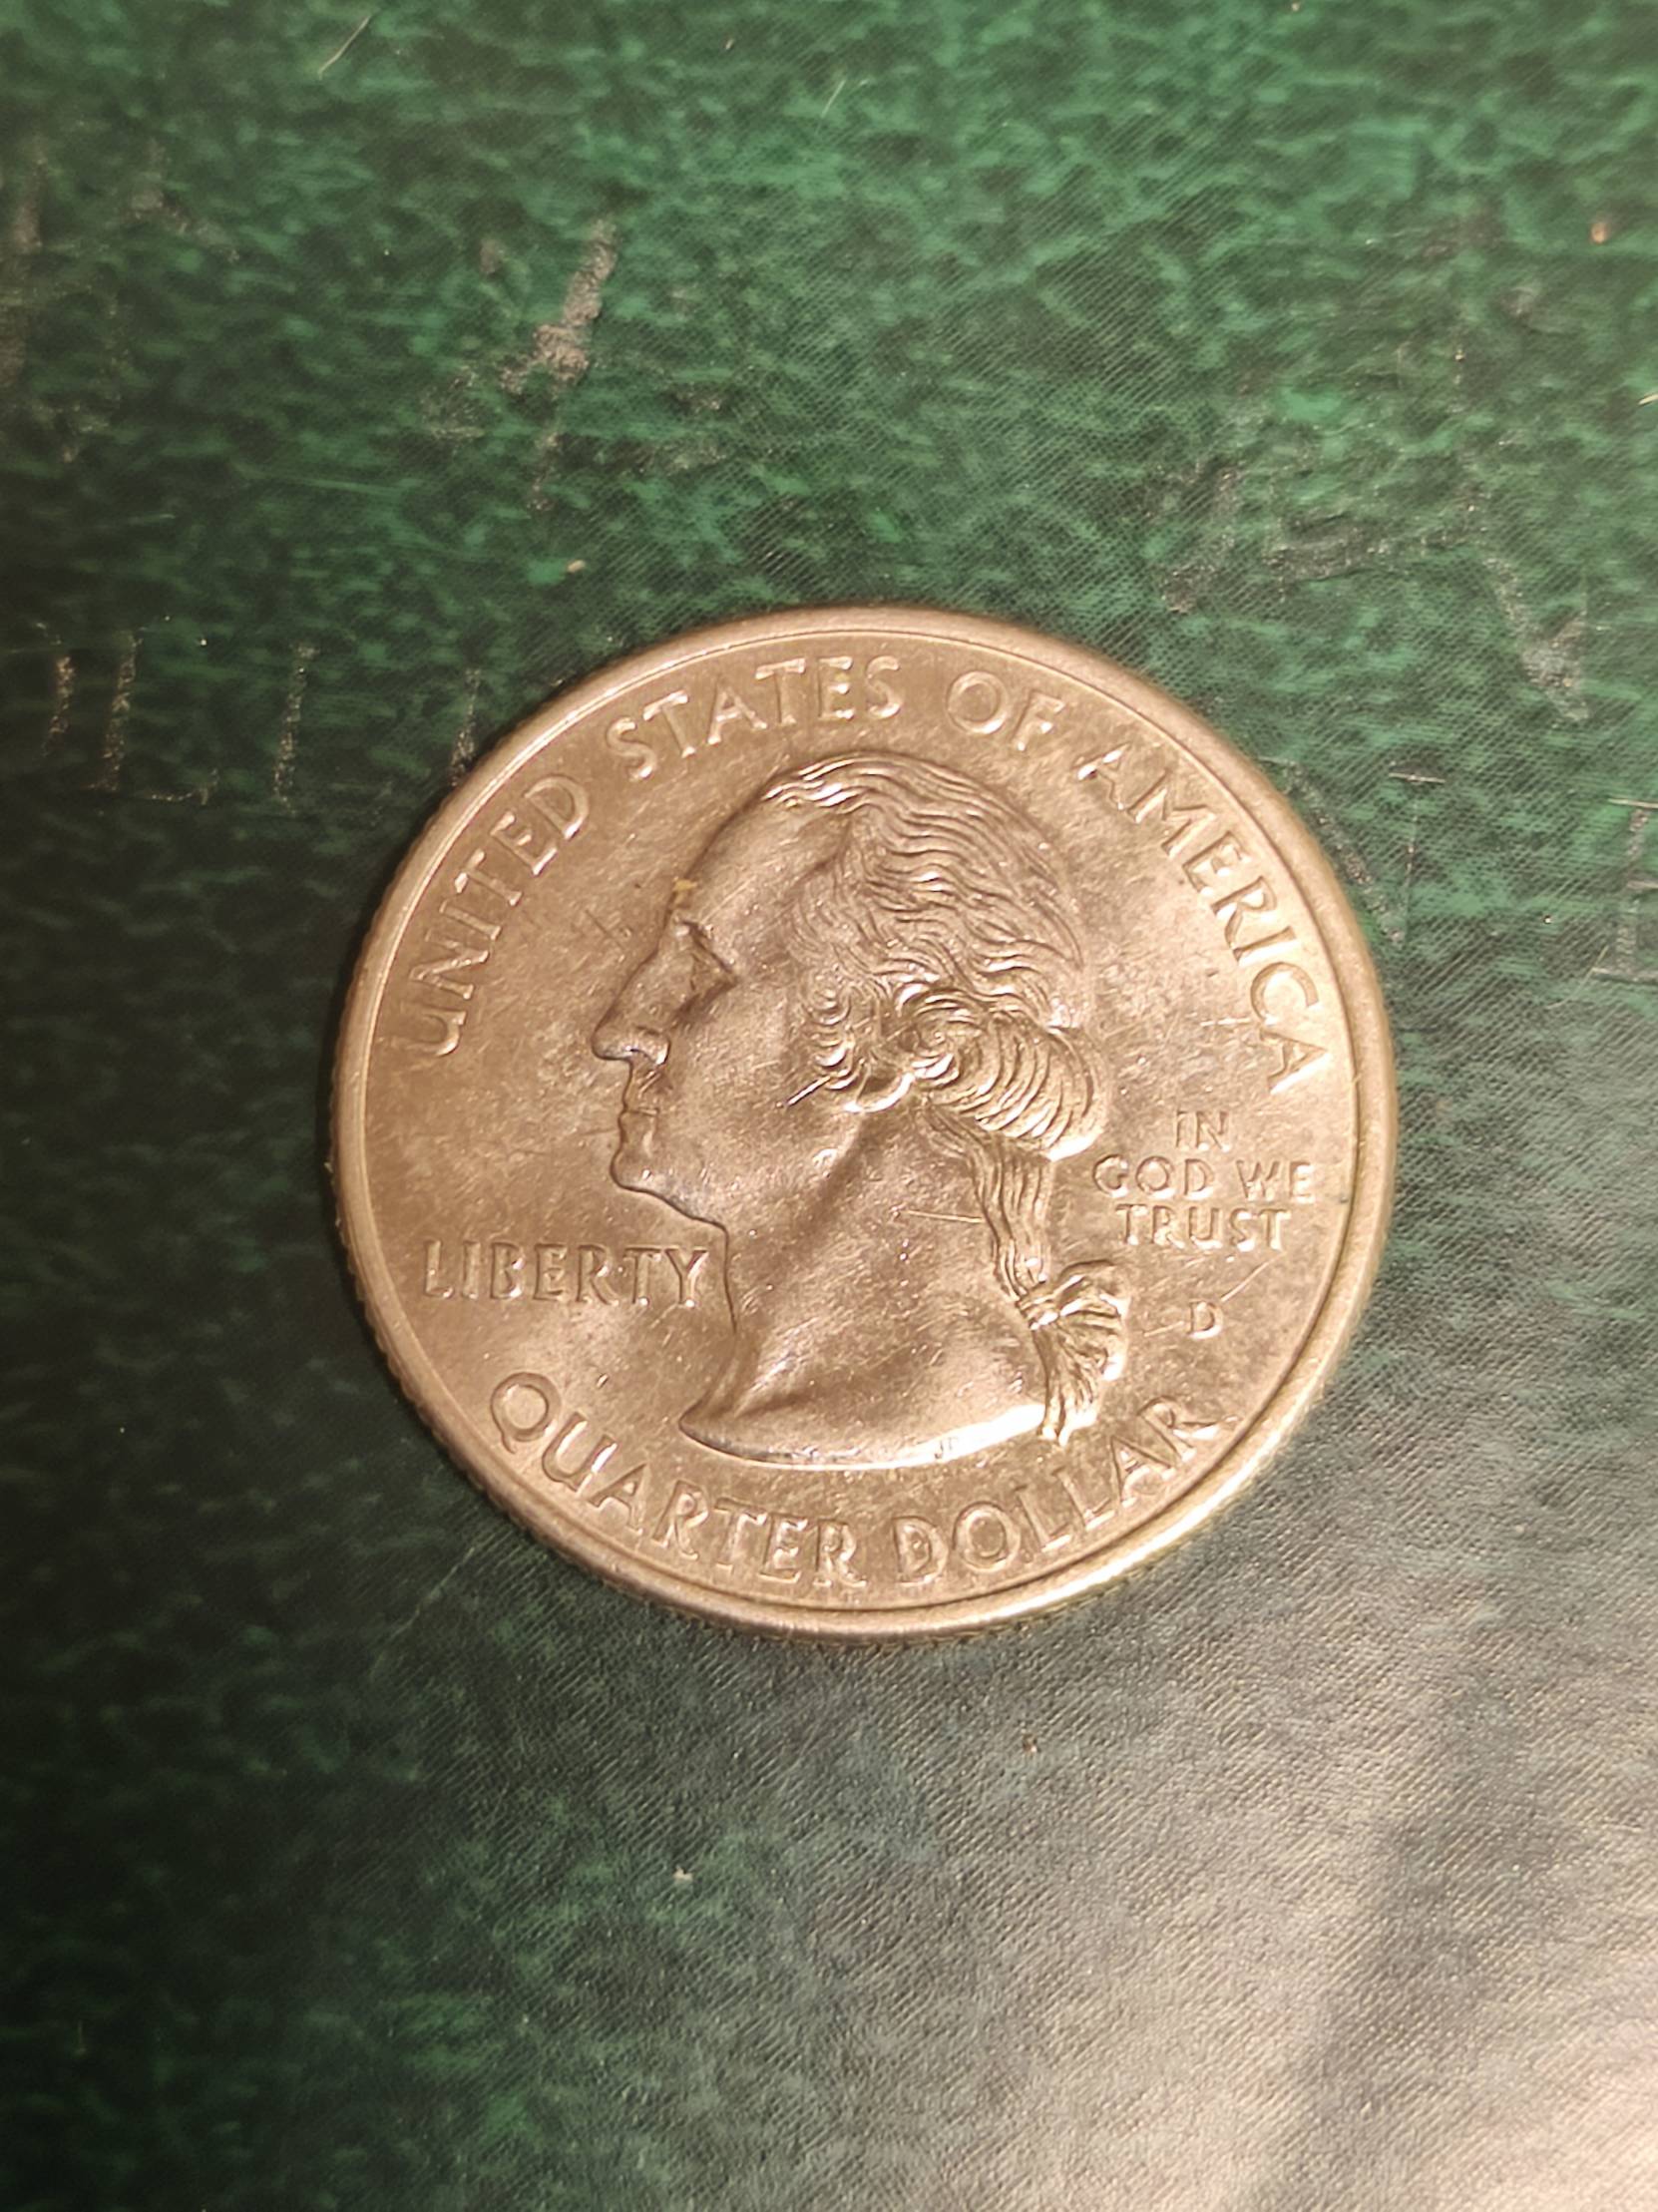 UNITED STATES OF AMERICA
LIBERTY
IN
GOD WE
TRUST
D
QUARTER DOLLAR